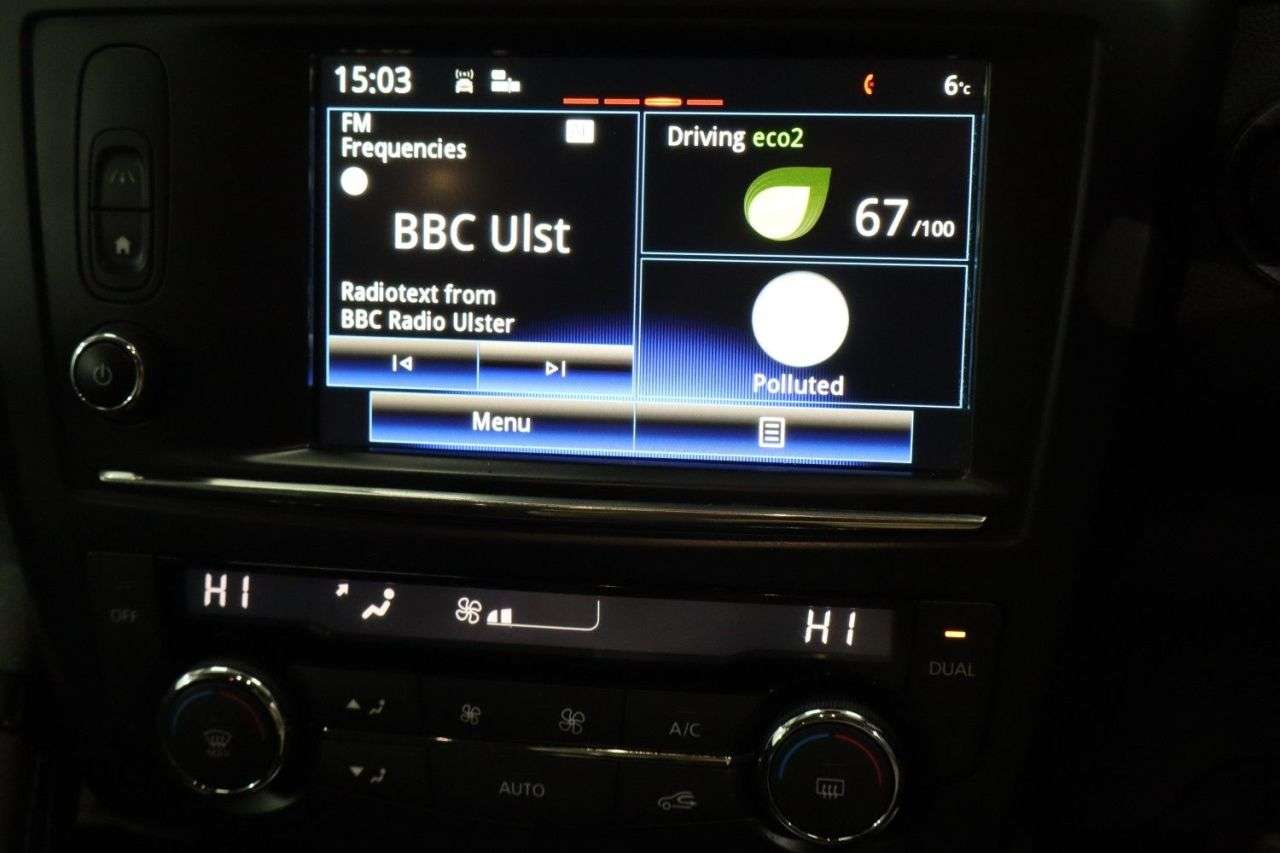 15:03
6°C
FM
Frequencies
BBC Ulst
Radiotext from
BBC Radio Ulster
Driving eco2
67 /100
Polluted
Menu
HI
HI
OFF
DUAL
A/C
AUTO